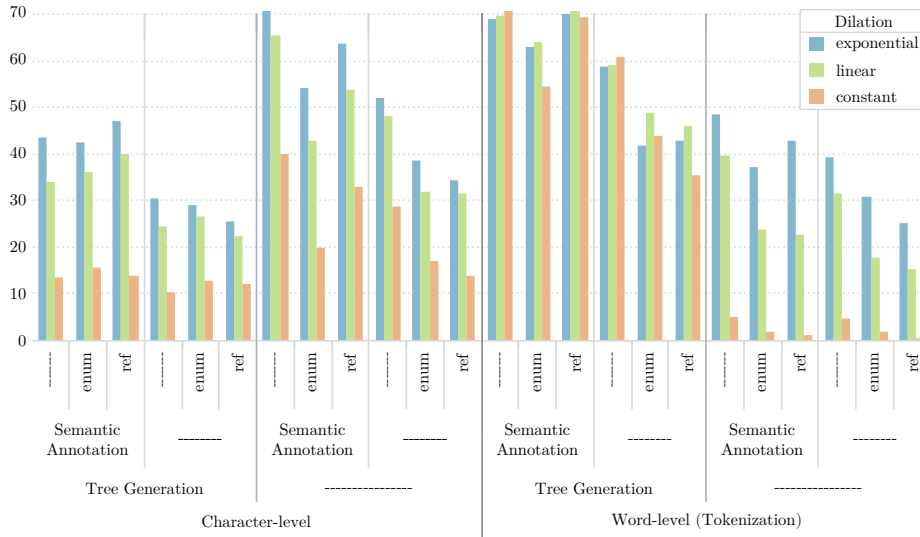 70
60
50
40
30
20
10
0
Dilation
exponential
linear
constant
-------
enum
ref
-------
enum
ref
-------
enum
ref
-------
enum
ref
-------
enum
ref
-------
enum
ref
-------
enum
ref
-------
enum
ref
Semantic
Annotation
--------
Semantic
Annotation
--------
Semantic
Annotation
--------
Semantic
Annotation
--------
Tree Generation
----------------
Tree Generation
----------------
Character-level
Word-level (Tokenization)